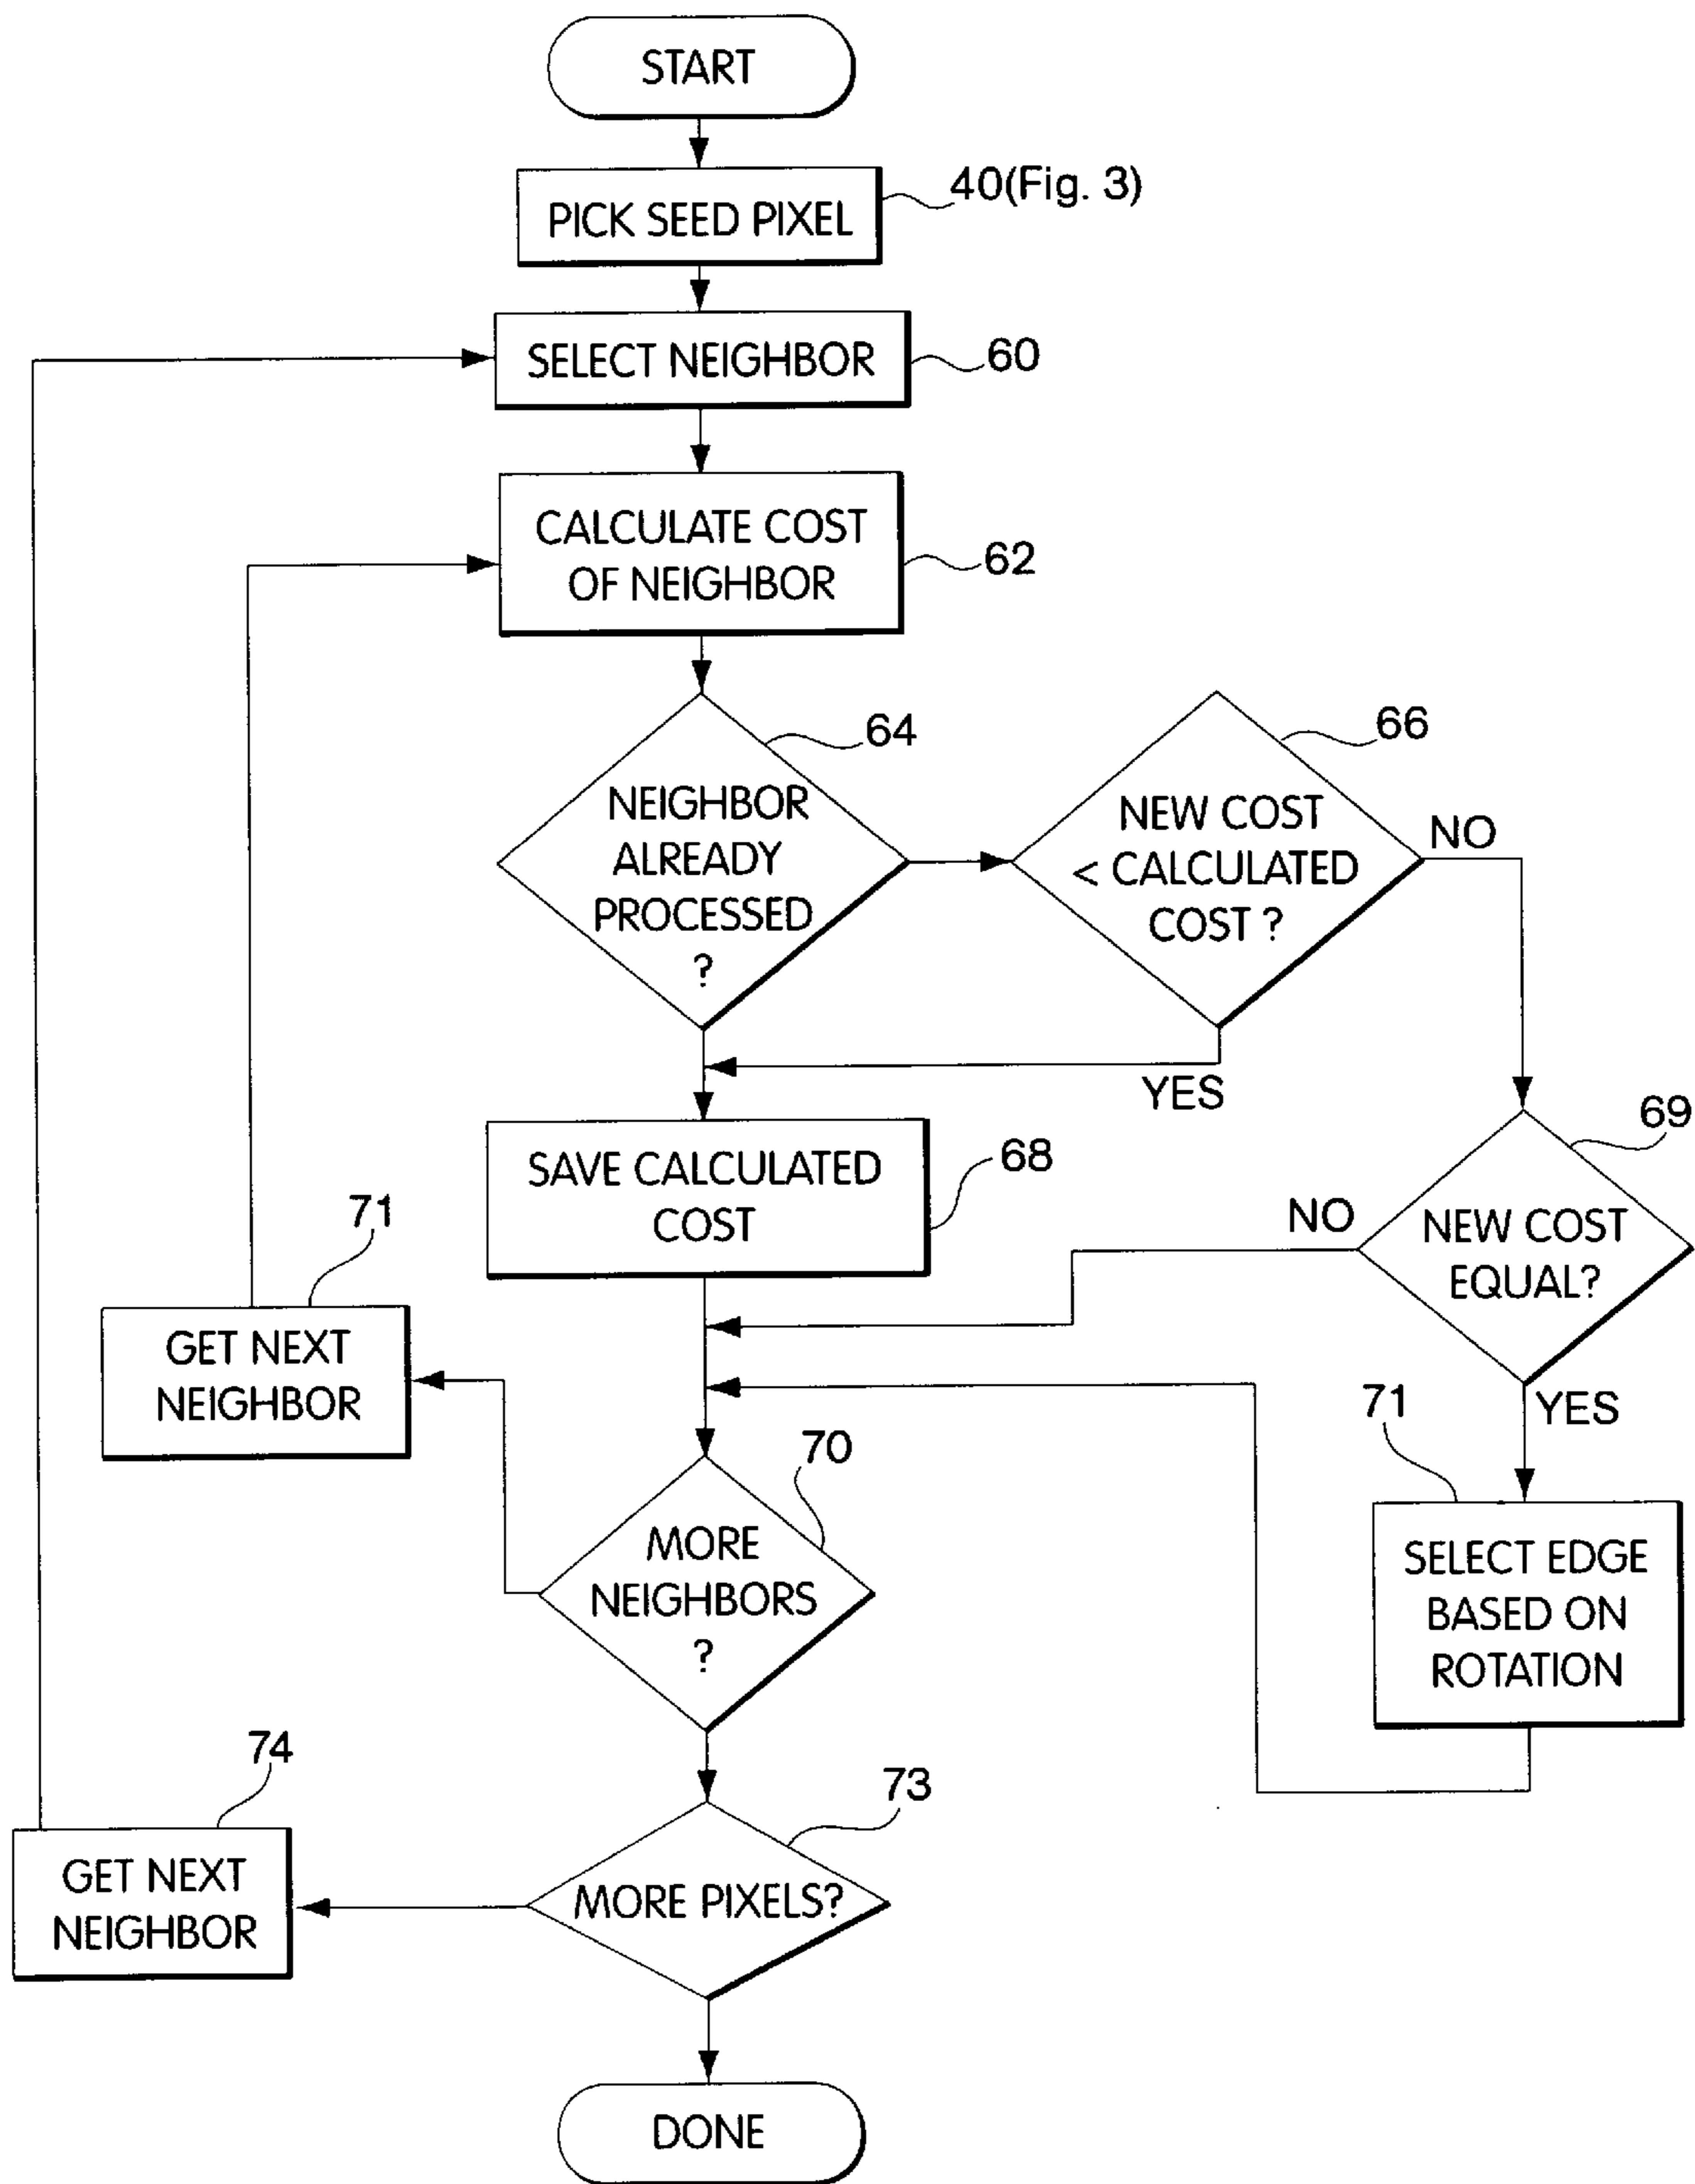 START
PICK SEED PIXEL
40(Fig. 3)
SELECT NEIGHBOR
60
CALCULATE COST
OF NEIGHBOR
62
64
NEIGHBOR
ALREADY
PROCESSED
?
66
NEW COST
< CALCULATED
COST ?
NO
YES
SAVE CALCULATED
COST
68
69
NEW COST
EQUAL?
NO
YES
71
GET NEXT
NEIGHBOR
71
SELECT EDGE
BASED ON
ROTATION
70
MORE
NEIGHBORS
?
74
GET NEXT
NEIGHBOR
73
MORE PIXELS?
DONE